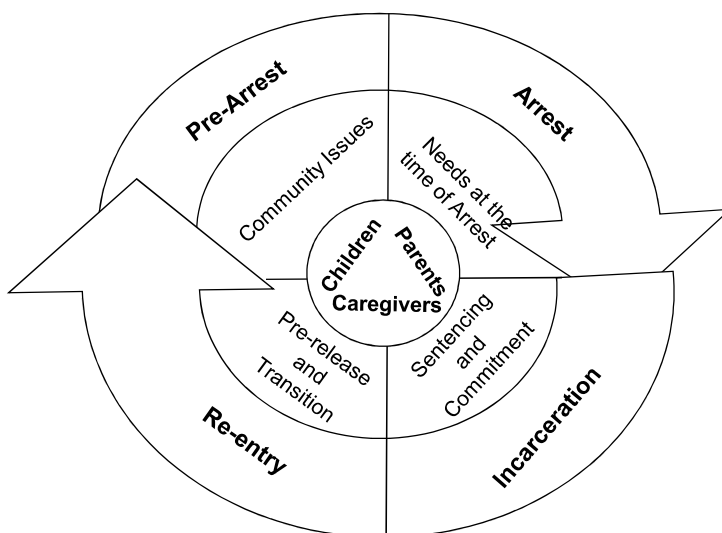 Pre-Arrest
Arrest
Community Issues
Needs at the
time of Arrest
Children
Parents
Caregivers
Pre-release
and
Transition
Sentencing
and
Commitment
Re-entry
Incarceration